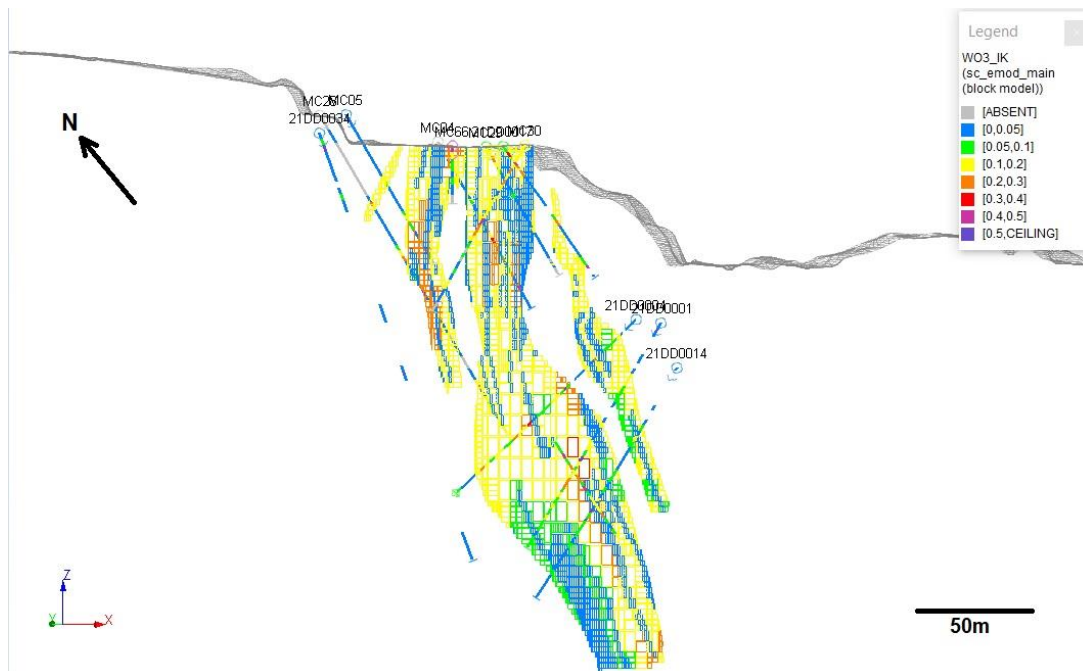 Legend
WO3_IK
(sc_emod_main
(block model))
[ABSENT]
[0,0.05]
[0.05,0.1]
[0.1,0.2]
[0.2,0.3]
[0.3,0.4]
[0.4,0.5]
[0.5,CEILING]
N
MC05
21DD0034
MC04
21DD0004
21DD0001
21DD0014
Z
Y
X
50m